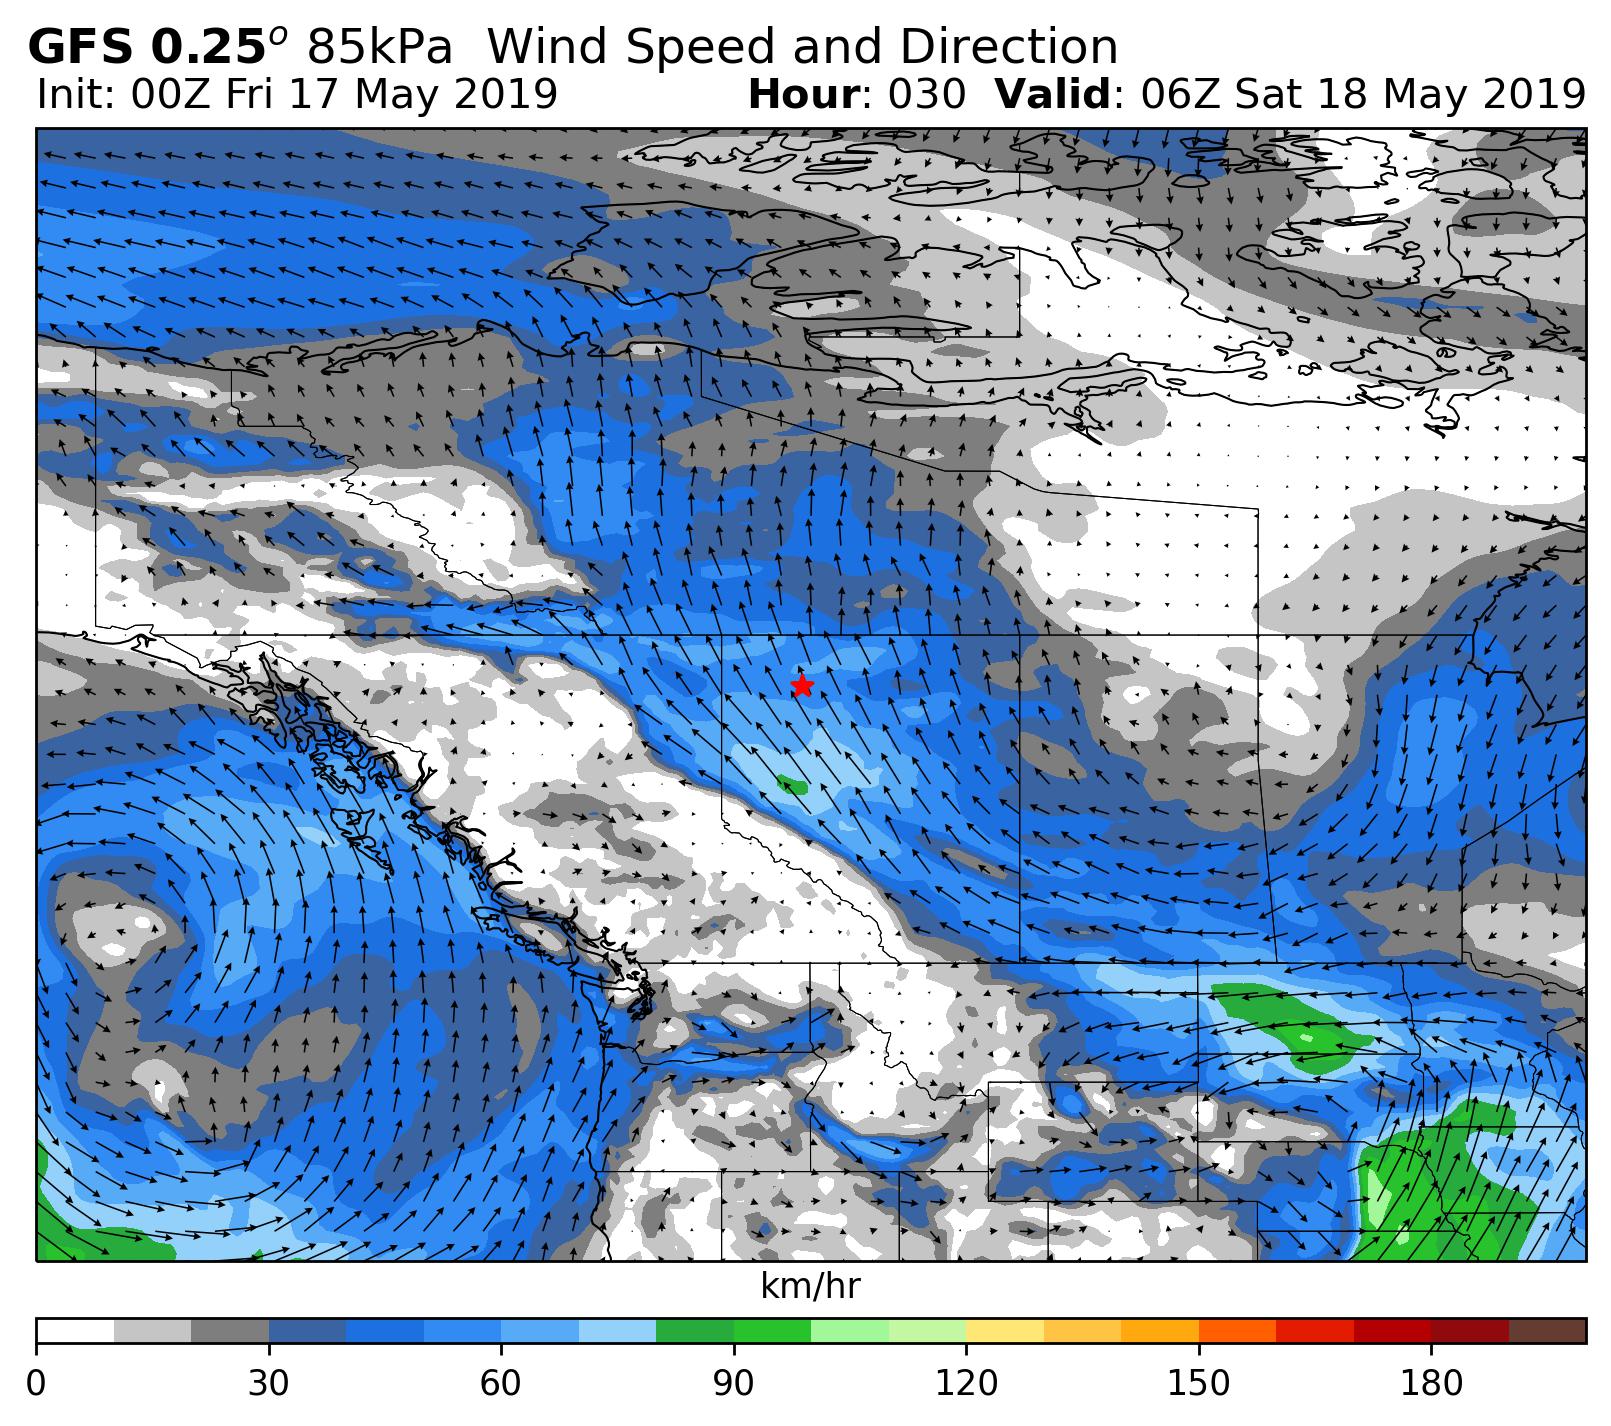 GFS 0.25° 85kPa Wind Speed and Direction
Init: 00Z Fri 17 May 2019 Hour: 030 Valid: 06Z Sat 18 May 2019
km/hr
0 30 60 90 120 150 180